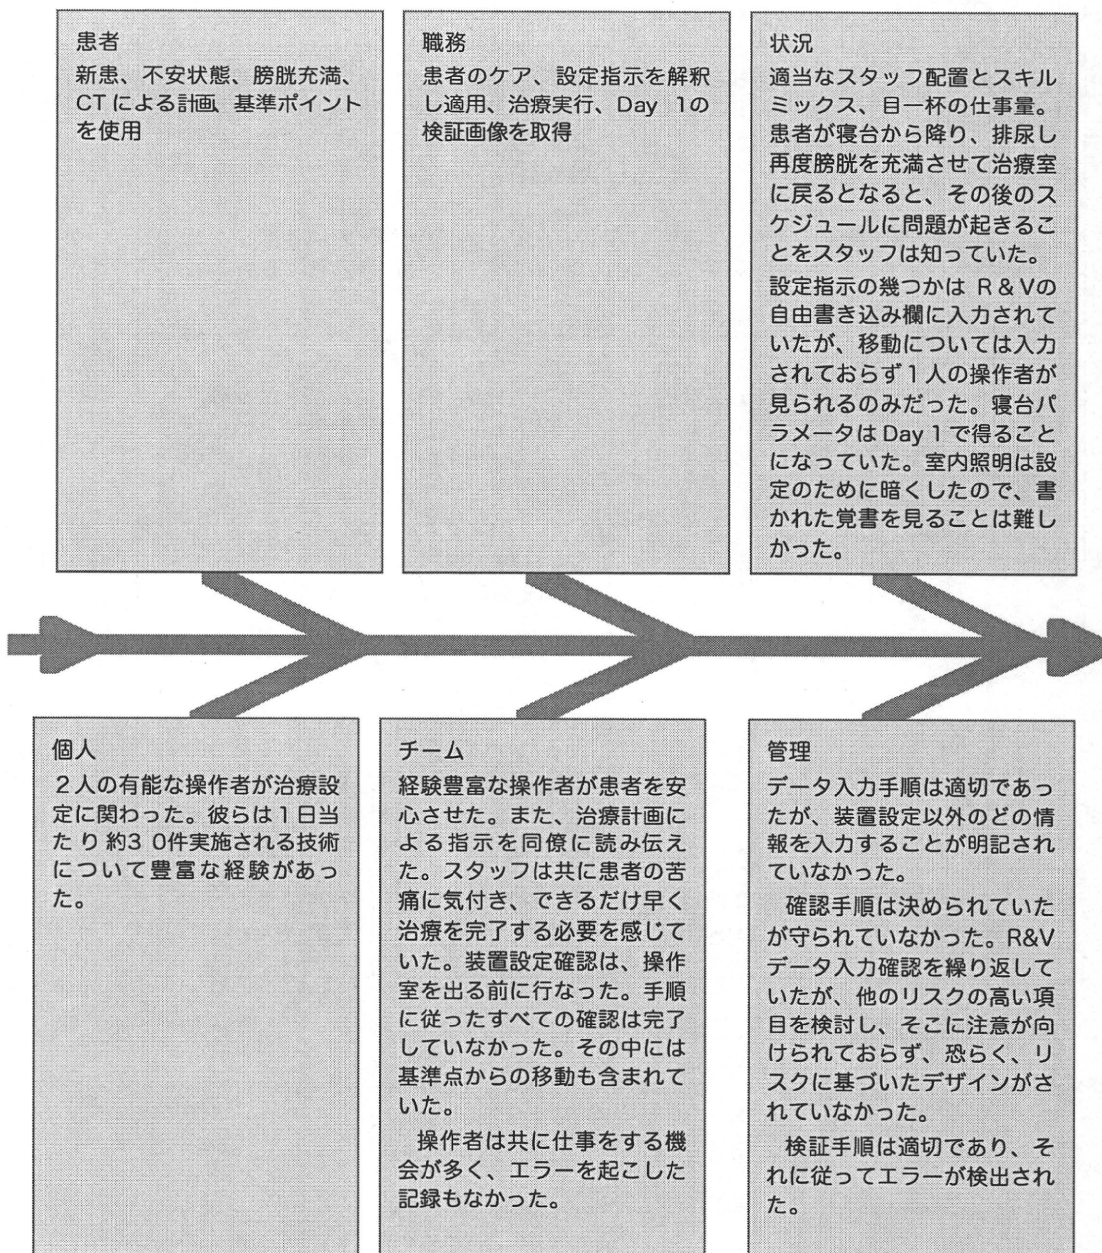 患者
新患、不安状態、膀胱充満、
CTによる計画、基準ポイント
を使用
職務
患者のケア、設定指示を解釈
し適用、治療実行、Day 1の
検証画像を取得
状況
適当なスタッフ配置とスキル
ミックス、目一杯の仕事量。
患者が寝台から降り、排尿し
再度膀胱を充満させて治療室
に戻るとなると、その後のス
ケジュールに問題が起きるこ
とをスタッフは知っていた。
設定指示の幾つかは R&Vの
自由書き込み欄に入力されて
いたが、移動については入力
されておらず1人の操作者が
見られるのみだった。寝台パ
ラメータは Day 1 で得ること
になっていた。室内照明は設
定のために暗くしたので、書
かれた覚書を見ることは難し
かった。
個人
2人の有能な操作者が治療設
定に関わった。彼らは1日当
たり約30件実施される技術
について豊富な経験があっ
た。
チーム
経験豊富な操作者が患者を安
心させた。また、治療計画に
よる指示を同僚に読み伝え
た。スタッフは共に患者の苦
痛に気付き、できるだけ早く
治療を完了する必要を感じて
いた。装置設定確認は、操作
室を出る前に行なった。手順
に従ったすべての確認は完了
していなかった。その中には
基準点からの移動も含まれて
いた。
操作者は共に仕事をする機
会が多く、エラーを起こした
記録もなかった。
管理
データ入力手順は適切であっ
たが、装置設定以外のどの情
報を入力することが明記され
ていなかった。
確認手順は決められていた
が守られていなかった。R&V
データ入力確認を繰り返して
いたが、他のリスクの高い項
目を検討し、そこに注意が向
けられておらず、恐らく、リ
スクに基づいたデザインがさ
れていなかった。
検証手順は適切であり、そ
れに従ってエラーが検出され
た。